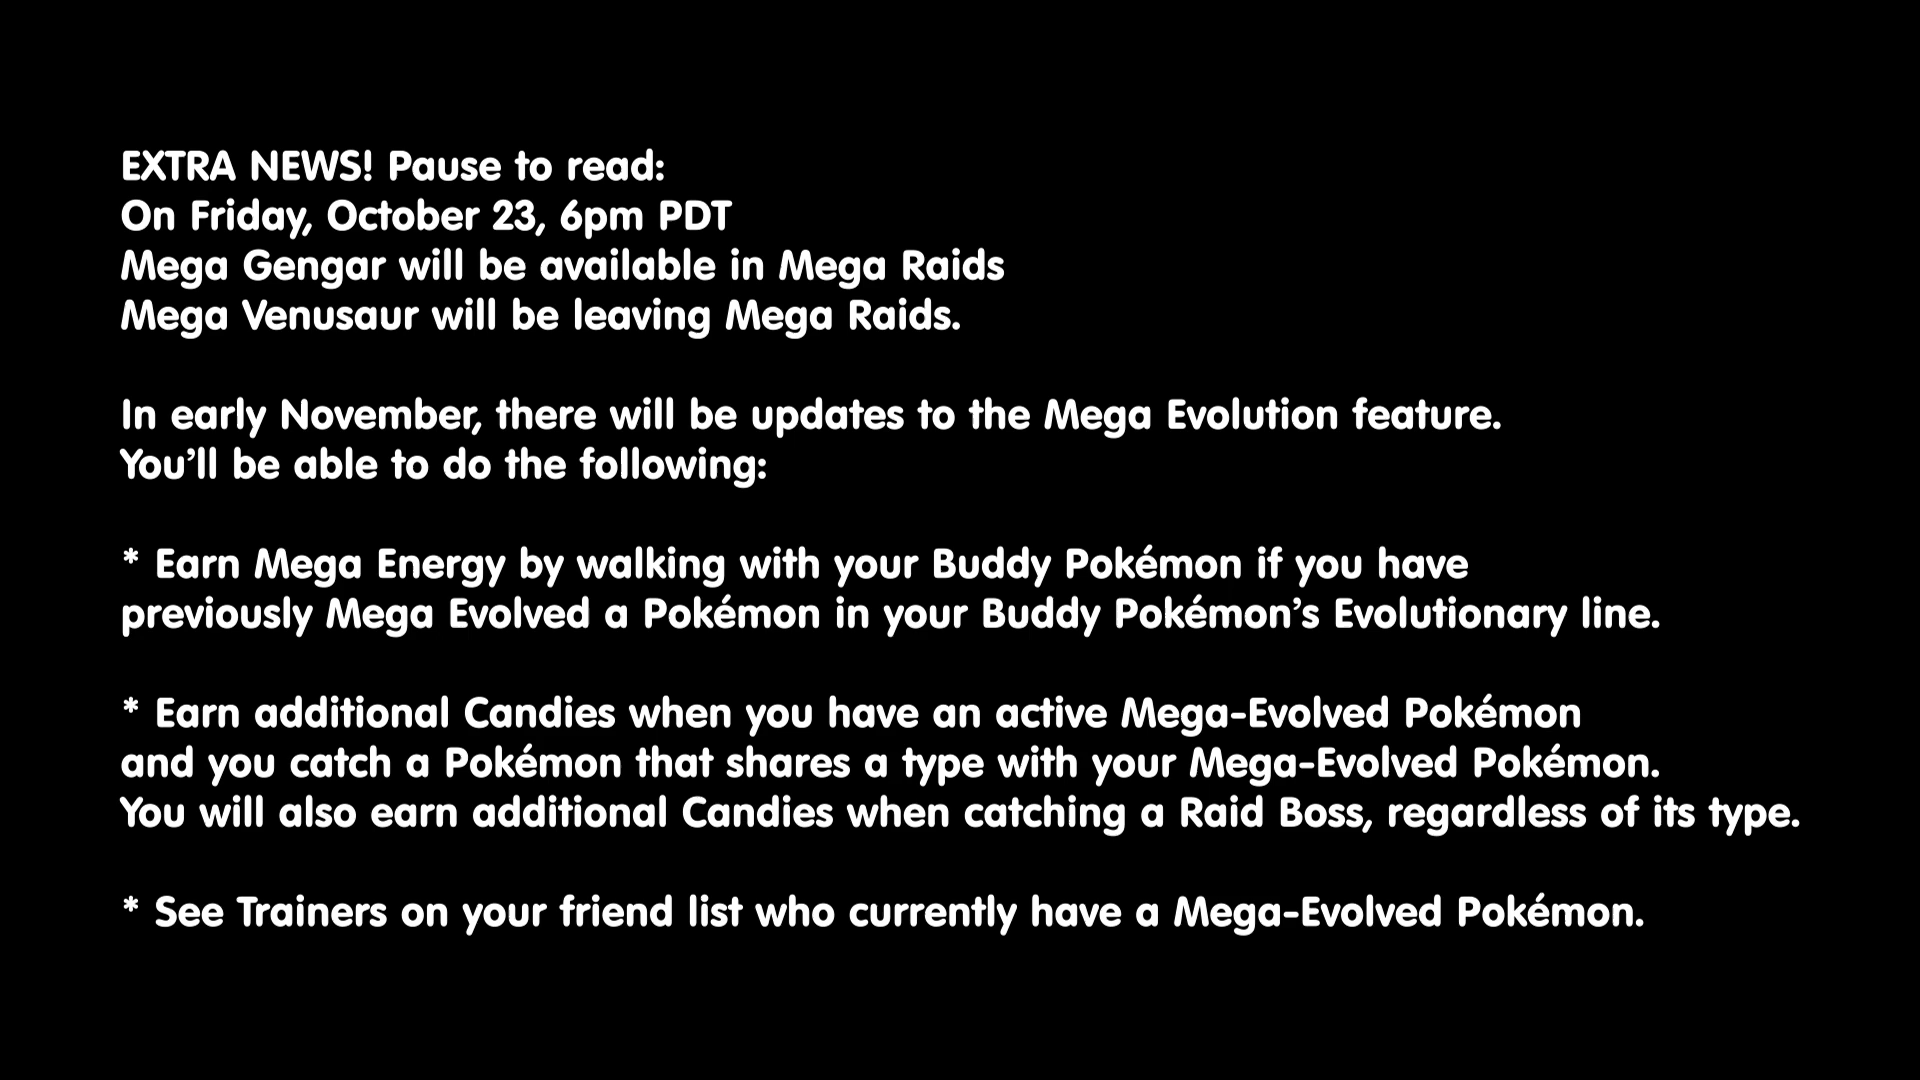 EXTRA NEWS! Pause to read:
On Friday, October 23, 6pm PDT
Mega Gengar will be available in Mega Raids
Mega Venusaur will be leaving Mega Raids.
In early November, there will be updates to the Mega Evolution feature.
You’ll be able to do the following:
* Earn Mega Energy by walking with your Buddy Pokémon if you have
previously Mega Evolved a Pokémon in your Buddy Pokémon’s Evolutionary line.
* Earn additional Candies when you have an active Mega-Evolved Pokémon
and you catch a Pokémon that shares a type with your Mega-Evolved Pokémon.
You will also earn additional Candies when catching a Raid Boss, regardless of its type.
* See Trainers on your friend list who currently have a Mega-Evolved Pokémon.